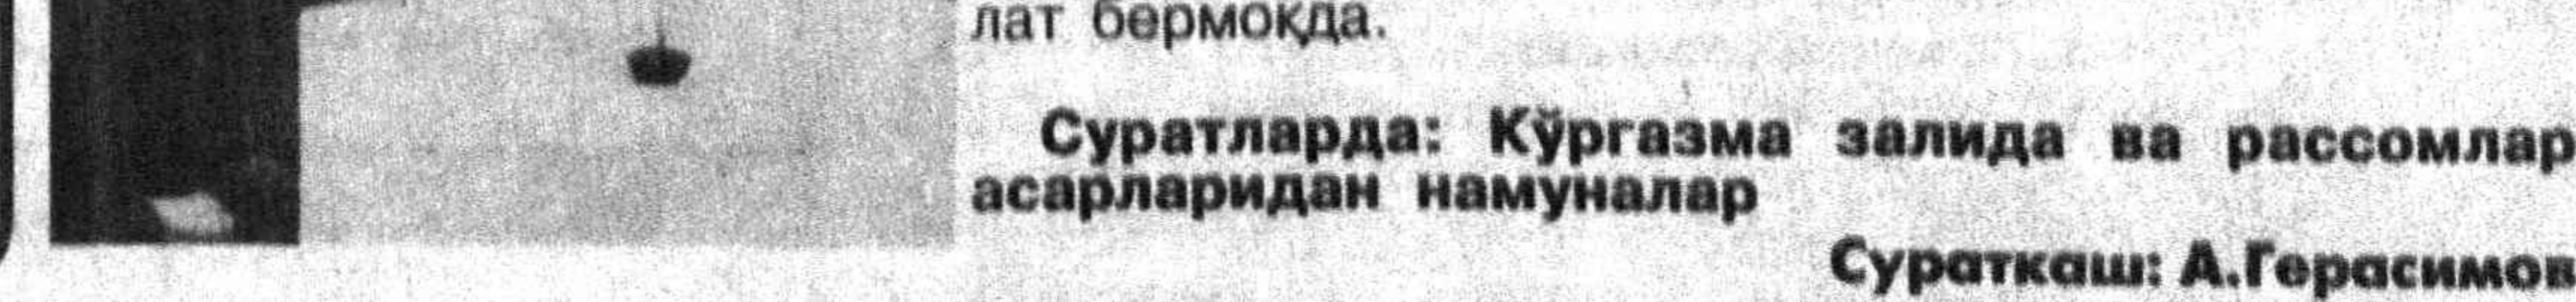 лат бермоқда.
Суратларда: Кўргазма залида ва рассомлар
асарларидан намуналар
Сураткаш: А.Герасимов